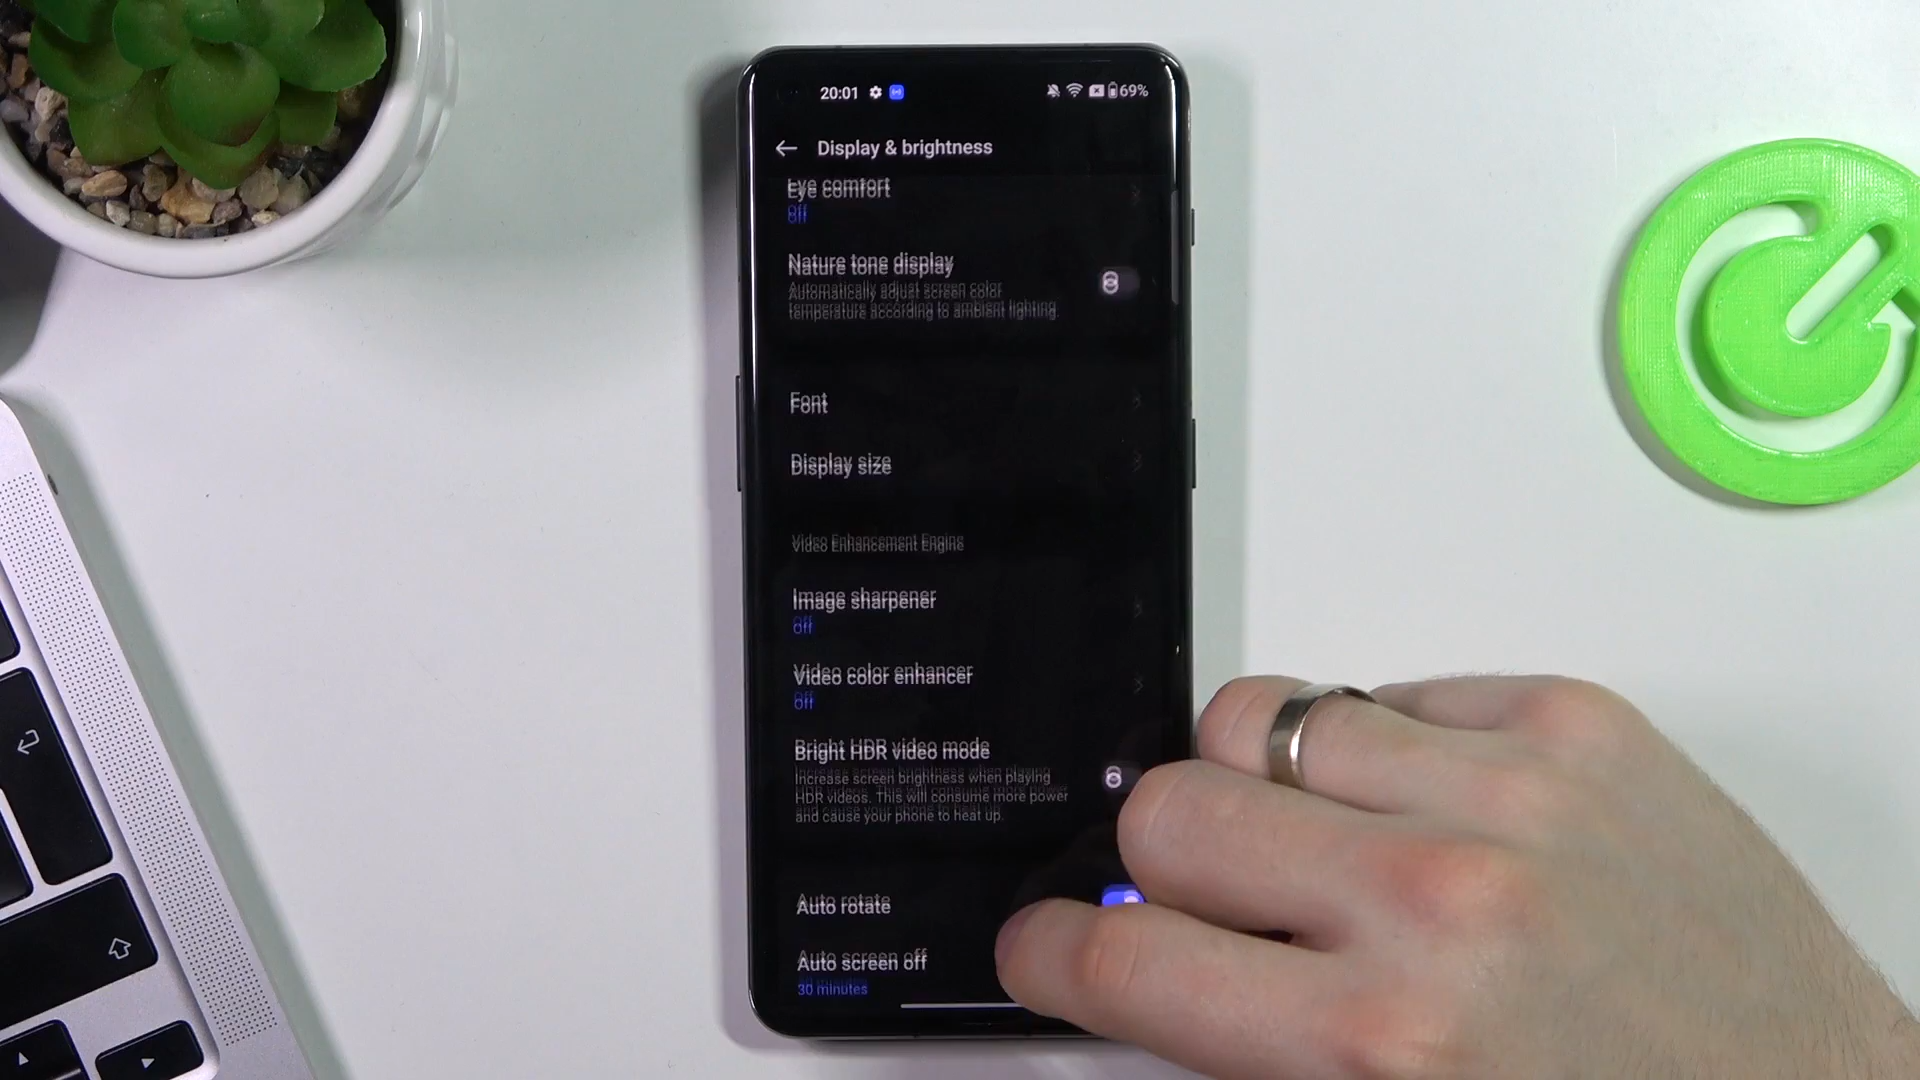 20:01
69%
Display & brightness
Eye comfort
Off
Nature tone display
Automatically adjust screen color
temperature according to ambient lighting.
Font
Display size
Video Enhancement Engine
Image sharpener
Off
Video color enhancer
Off
Bright HDR video mode
Increase screen brightness when playing
HDR videos. This will consume more power
and cause your phone to heat up.
Auto rotate
Auto screen off
30 minutes